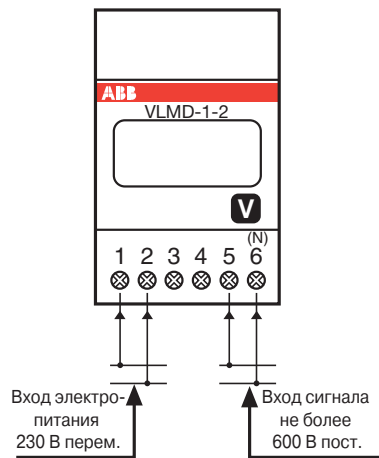 ABB
VLMD-1-2
V
(N)
1 2 3 4 5 6
Вход электро-
питания
230 В перем.
Вход сигнала
не более
600 В пост.